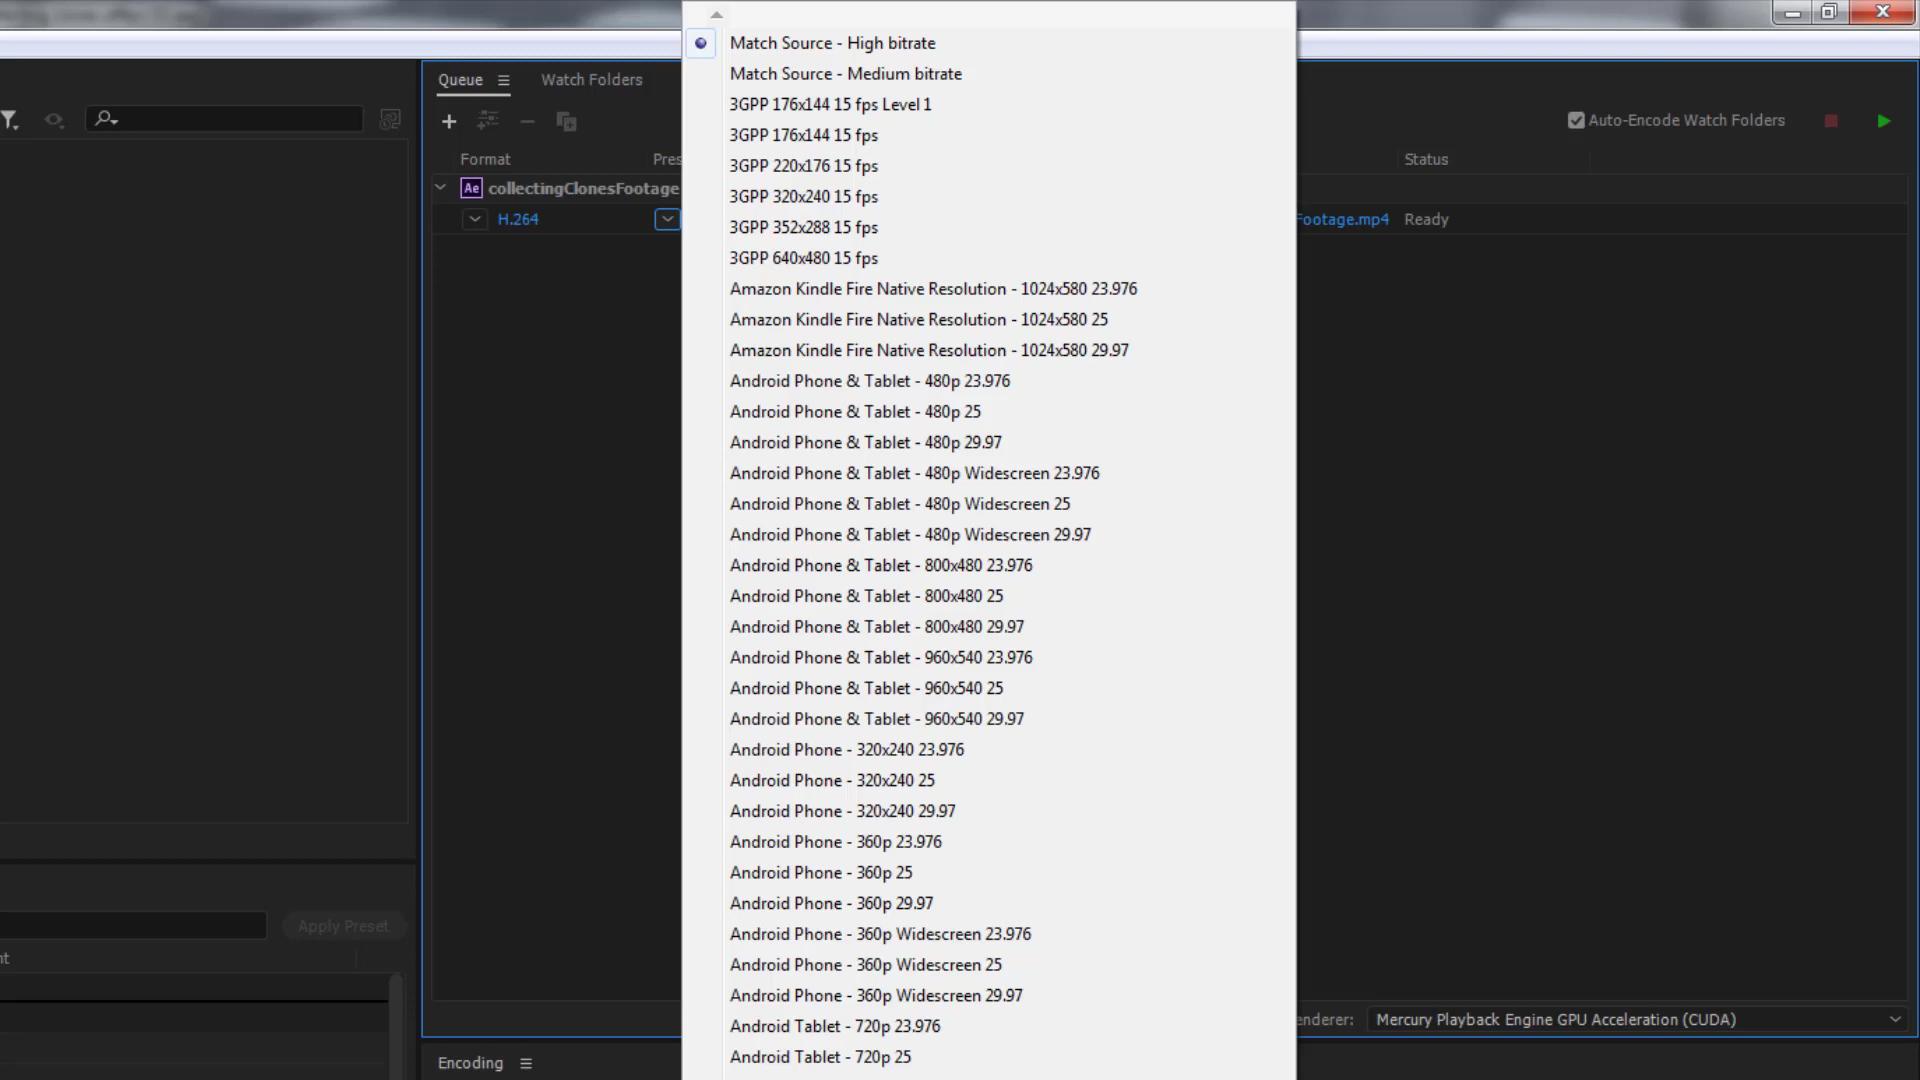 Match Source - High bitrate
Match Source - Medium bitrate
3GPP 176x144 15 fps Level 1
3GPP 176x144 15 fps
3GPP 220x176 15 fps
3GPP 320x240 15 fps
3GPP 352x288 15 fps
3GPP 640x480 15 fps
Amazon Kindle Fire Native Resolution - 1024x580 23.976
Amazon Kindle Fire Native Resolution - 1024x580 25
Amazon Kindle Fire Native Resolution - 1024x580 29.97
Android Phone & Tablet - 480p 23.976
Android Phone & Tablet - 480p 25
Android Phone & Tablet - 480p 29.97
Android Phone & Tablet - 480p Widescreen 23.976
Android Phone & Tablet - 480p Widescreen 25
Android Phone & Tablet - 480p Widescreen 29.97
Android Phone & Tablet - 800x480 23.976
Android Phone & Tablet - 800x480 25
Android Phone & Tablet - 800x480 29.97
Android Phone & Tablet - 960x540 23.976
Android Phone & Tablet - 960x540 25
Android Phone & Tablet - 960x540 29.97
Android Phone - 320x240 23.976
Android Phone - 320x240 25
Android Phone - 320x240 29.97
Android Phone - 360p 23.976
Android Phone - 360p 25
Android Phone - 360p 29.97
Android Phone - 360p Widescreen 23.976
Android Phone - 360p Widescreen 25
Android Phone - 360p Widescreen 29.97
Android Tablet - 720p 23.976
Android Tablet - 720p 25
Queue Watch Folders
Auto-Encode Watch Folders
Format Pres Status
Ae collectingClonesFootage
H.264 Footage.mp4 Ready
Apply Preset
nt
enderer: Mercury Playback Engine GPU Acceleration (CUDA)
Encoding